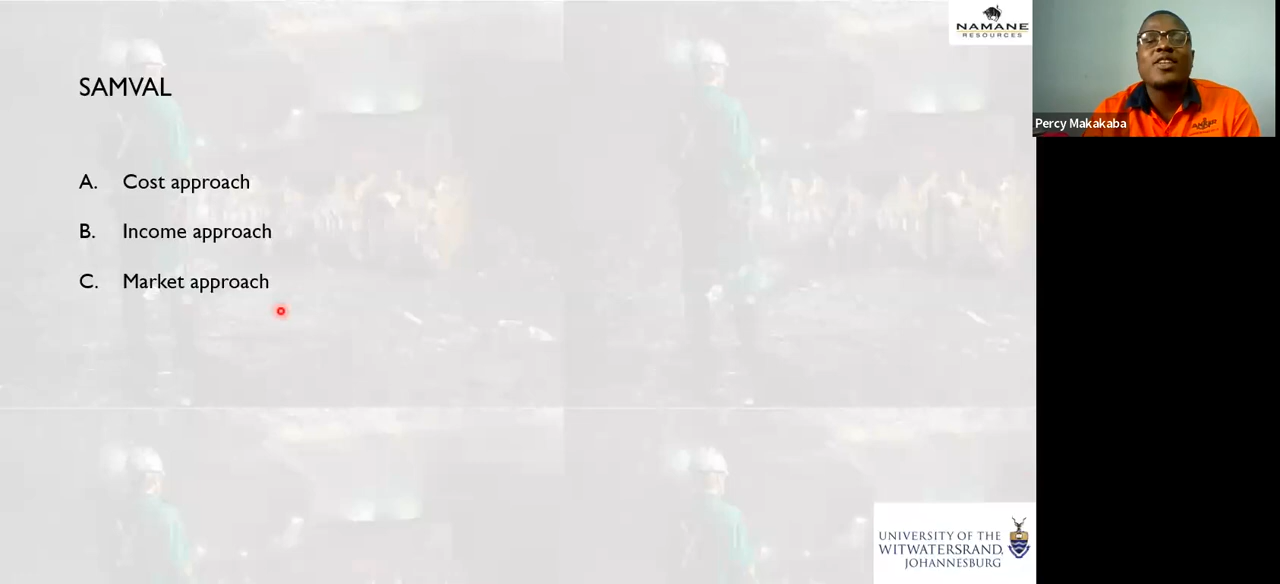 NAMANE
RESOURCES
Percy Makakaba
SAMVAL
A. Cost approach
B. Income approach
C. Market approach
UNIVERSITY OF THE
WITWATERSRAND,
JOHANNESBURG